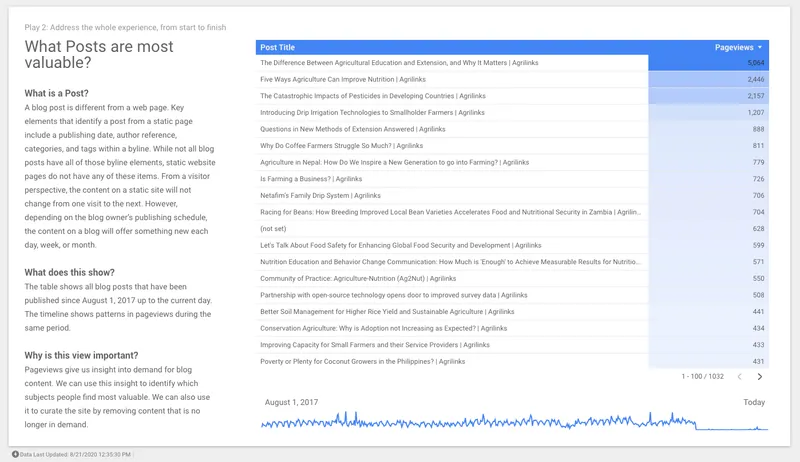 Play 2: Address the whole experience, from start to finish
What Posts are most
valuable?
What is a Post?
A blog post is different from a web page. Key
elements that identify a post from a static page
include a publishing date, author reference,
categories, and tags within a byline. While not all blog
posts have all of those byline elements, static website
pages do not have any of these items. From a visitor
perspective, the content on a static site will not
change from one visit to the next. However,
depending on the blog owner's publishing schedule,
the content on a blog will offer something new each
day, week, or month.
What does this show?
The table shows all blog posts that have been
published since August 1, 2017 up to the current day.
The timeline shows patterns in pageviews during the
same period.
Why is this view important?
Pageviews give us insight into demand for blog
content. We can use this insight to identify which
subjects people find most valuable. We can also use
it to curate the site by removing content that is no
longer in demand.
Post Title Pageviews
The Difference Between Agricultural Education and Extension, and Why It Matters | Agrilinks 5,064
Five Ways Agriculture Can Improve Nutrition | Agrilinks 2,446
The Catastrophic Impacts of Pesticides in Developing Countries | Agrilinks 2,157
Introducing Drip Irrigation Technologies to Smallholder Farmers | Agrilinks 1,207
Questions in New Methods of Extension Answered | Agrilinks 888
Why Do Coffee Farmers Struggle So Much? | Agrilinks 811
Agriculture in Nepal: How Do We Inspire a New Generation to go into Farming? | Agrilinks 779
Is Farming a Business? | Agrilinks 726
Netafim's Family Drip System | Agrilinks 706
Racing for Beans: How Breeding Improved Local Bean Varieties Accelerates Food and Nutritional Security in Zambia | Agrilin... 704
(not set) 628
Let's Talk About Food Safety for Enhancing Global Food Security and Development | Agrilinks 599
Nutrition Education and Behavior Change Communication: How Much is 'Enough' to Achieve Measurable Results for Nutritio... 571
Community of Practice: Agriculture-Nutrition (Ag2Nut) | Agrilinks 550
Partnership with open-source technology opens door to improved survey data | Agrilinks 508
Better Soil Management for Higher Rice Yield and Sustainable Agriculture | Agrilinks 441
Conservation Agriculture: Why is Adoption not Increasing as Expected? | Agrilinks 434
Improving Capacity for Small Farmers and their Service Providers | Agrilinks 433
Poverty or Plenty for Coconut Growers in the Philippines? | Agrilinks 431
1 - 100 / 1032
August 1, 2017 Today
Data Last Updated: 8/21/2020 12:35:30 PM